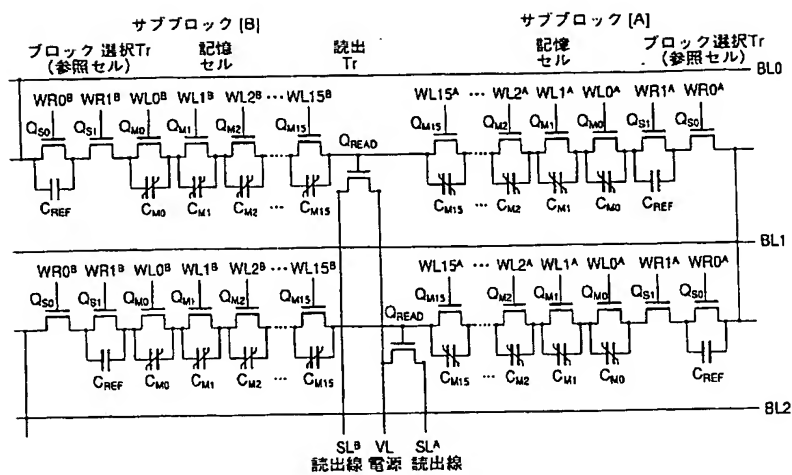 サブブロック [B] サブブロック [A]
ブロック選択Tr 記憶 読出 記憶 ブロック選択Tr
(参照セル) セル Tr セル (参照セル)
BL0
WR0B WR1B WL0B WL1B WL2B ··· WL15B WL15A ··· WL2A WL1A WL0A WR1A WR0A
QS0 QS1 QM0 QM1 QM2 QM15 QREAD QM15 QM2 QM1 QM0 QS1 QS0
CREF CM0 CM1 CM2 ··· CM15 CM15 ··· CM2 CM1 CM0 CREF
BL1
WR0B WR1B WL0B WL1B WL2B ··· WL15B WL15A ··· WL2A WL1A WL0A WR1A WR0A
QS0 QS1 QM0 QM1 QM2 QM15 QREAD QM15 QM2 QM1 QM0 QS1 QS0
CREF CM0 CM1 CM2 ··· CM15 CM15 ··· CM2 CM1 CM0 CREF
BL2
SLB VL SLA
読出線 電源 読出線